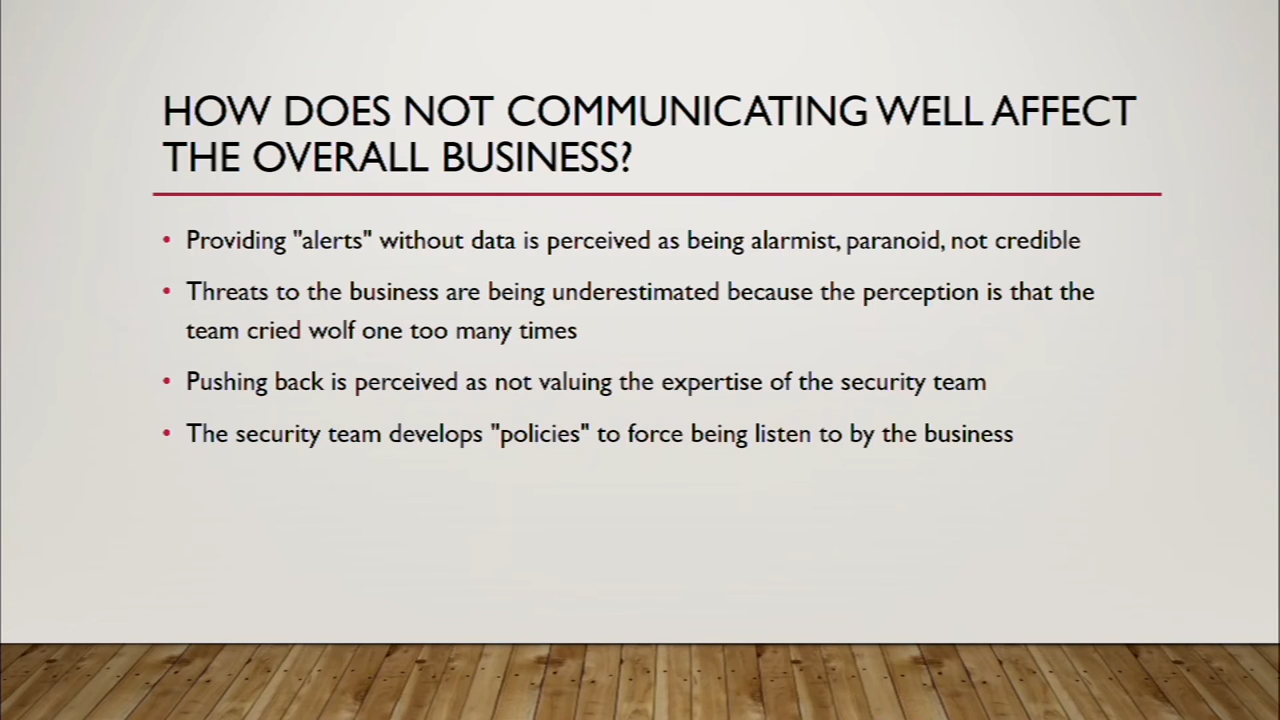 HOW DOES NOT COMMUNICATING WELL AFFECT
THE OVERALL BUSINESS?
• Providing "alerts" without data is perceived as being alarmist, paranoid, not credible
• Threats to the business are being underestimated because the perception is that the
team cried wolf one too many times
• Pushing back is perceived as not valuing the expertise of the security team
• The security team develops "policies" to force being listen to by the business